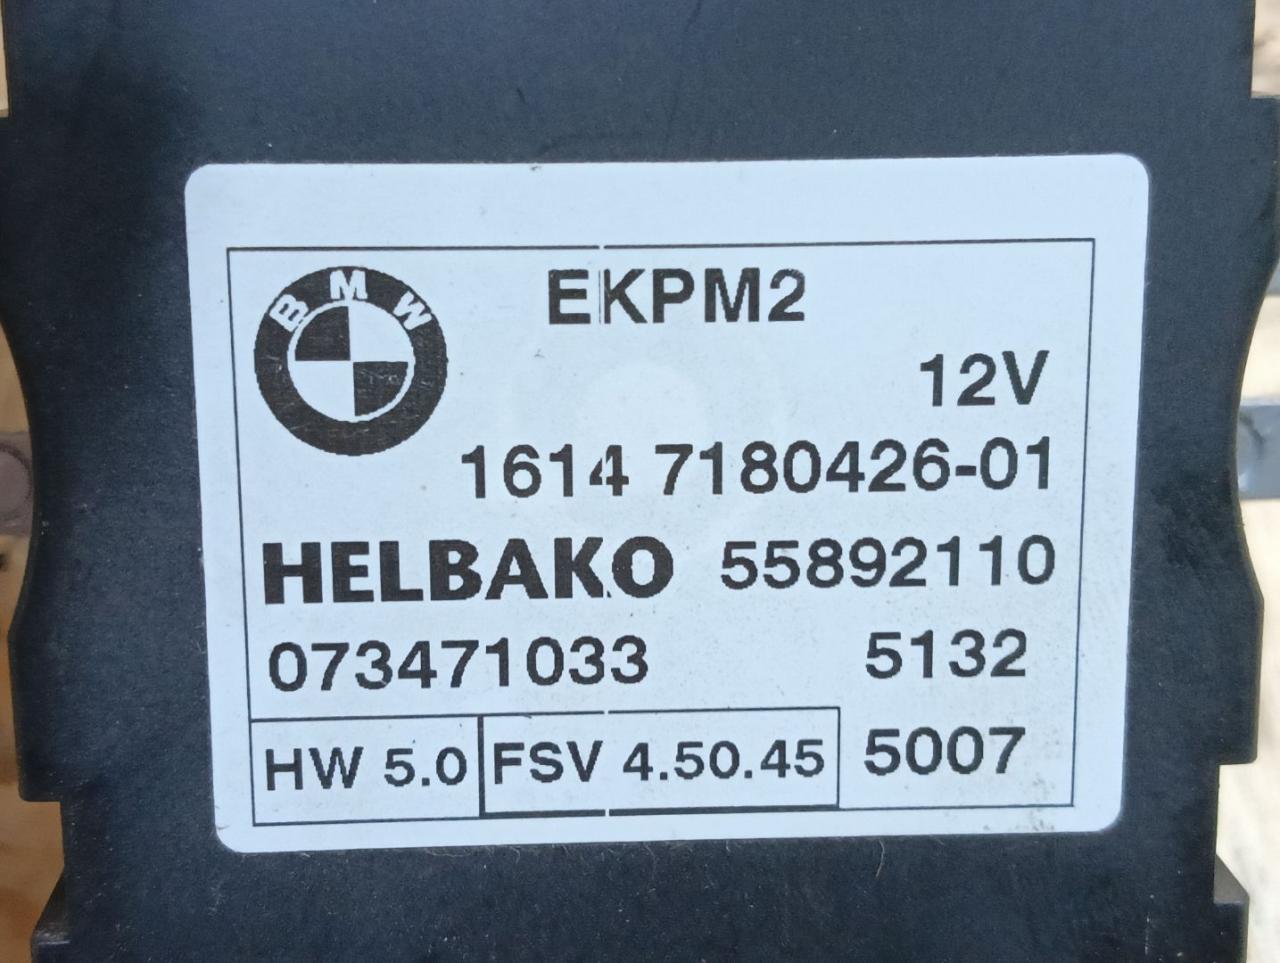 BMW
EKPM2
12V
1614 7180426-01
HELBAKO 55892110
073471033 5132
HW 5.0 FSV 4.50.45 5007